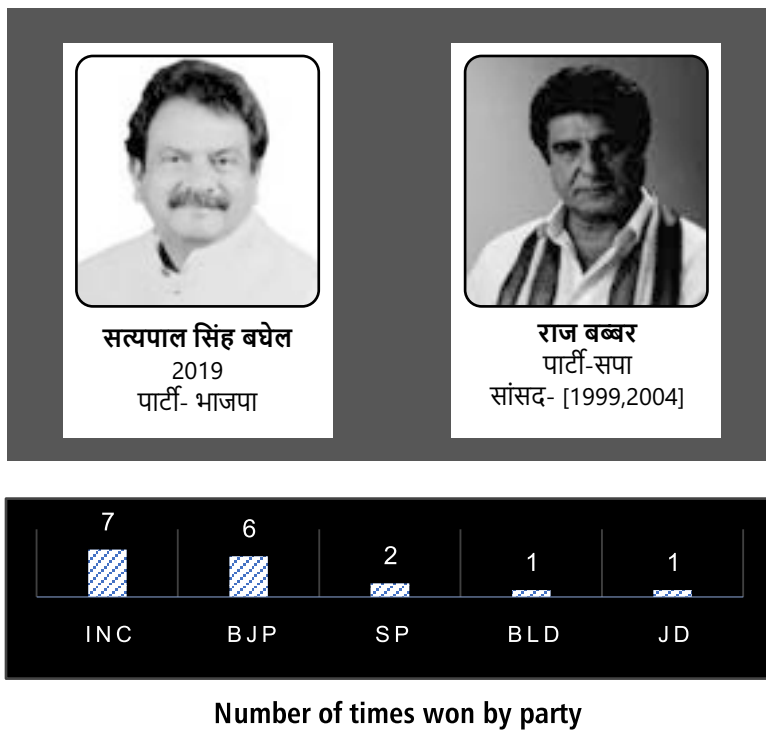 सत्यपाल सिंह बघेल
2019
पार्टी- भाजपा
राज बब्बर
पार्टी-सपा
सांसद- [1999,2004]
7 6 2 1 1
INC BJP SP BLD JD
Number of times won by party